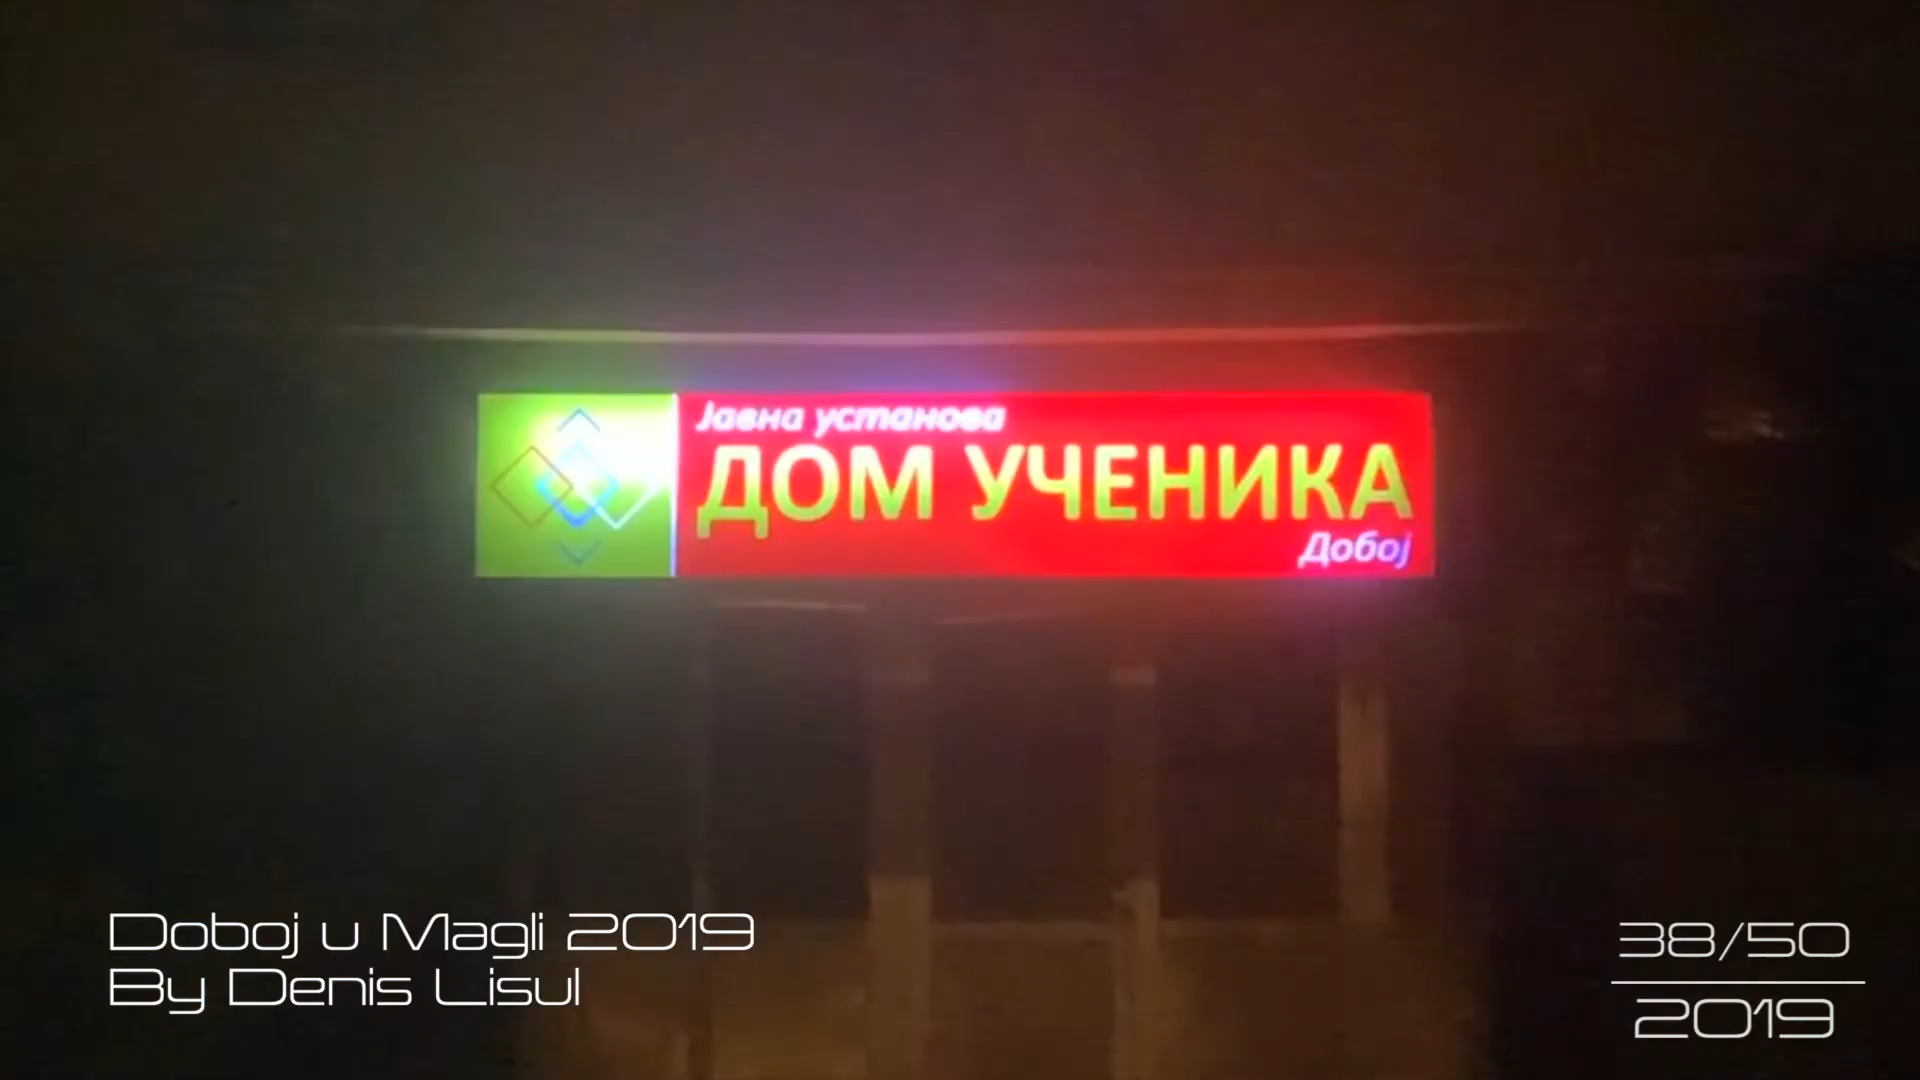 Јавна установа
ДОМ УЧЕНИКА
Добој
Doboj u Magli 2019
By Denis Lisul
38/50
2019